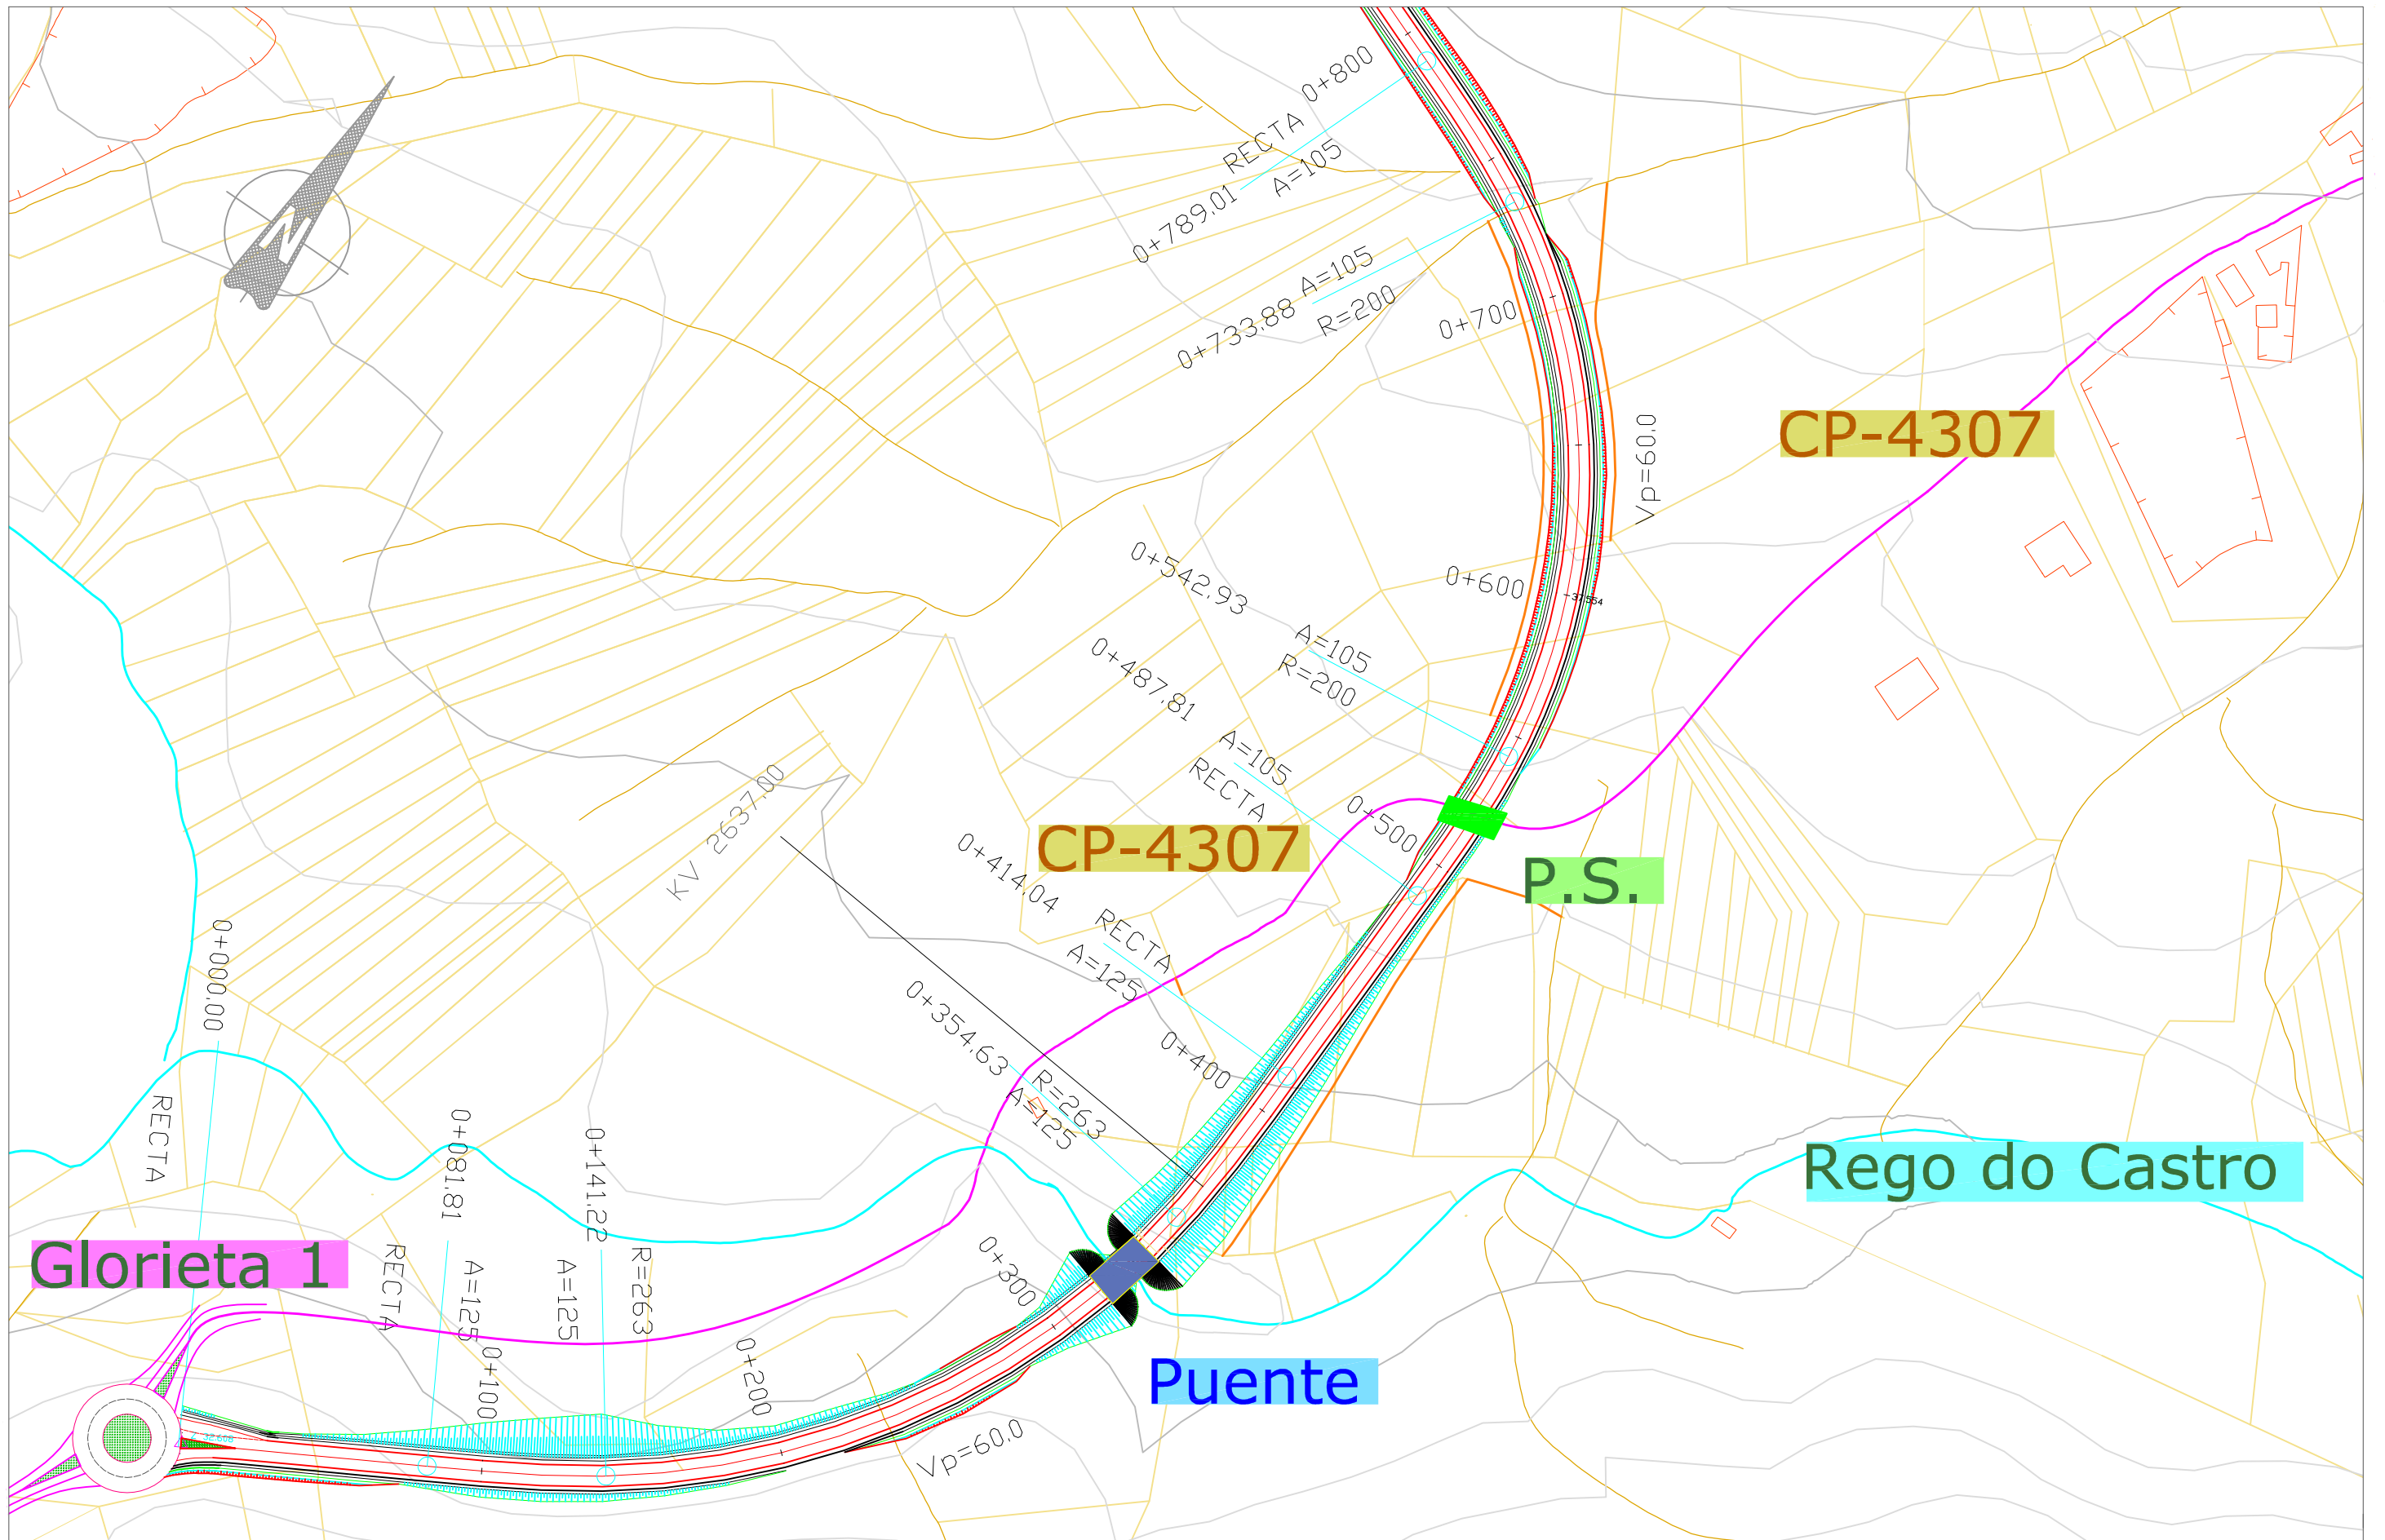 0+800
RECTA
A=105
0+789.01
A=105
R=200
0+733.88
0+700
N
CP-4307
Vp=60.0
0+542.93
0+600
A=105
R=200
0+487.81
A=105
RECTA
KV 2637.00
0+500
CP-4307
0+414.04
P.S.
RECTA
A=125
0+000.00
0+354.63
0+400
R=263
A=125
RECTA
0+081.81
0+141.22
Rego do Castro
Glorieta 1
RECTA
A=125
A=125
R=263
0+300
0+100
0+200
Puente
Vp=60.0